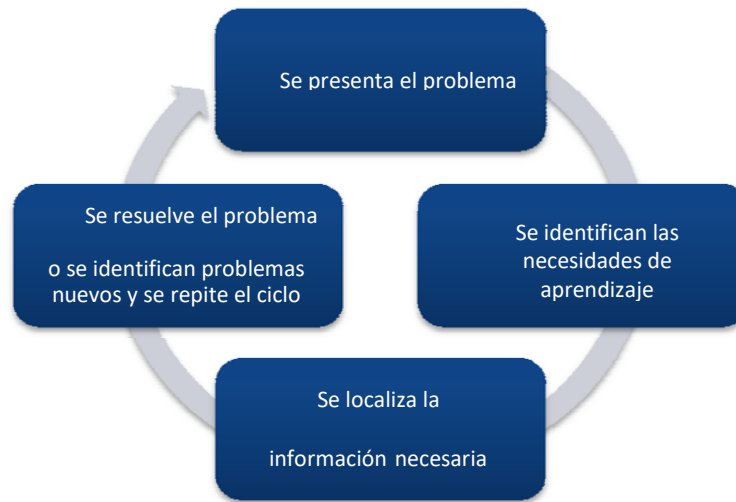 Se presenta el problema
Se identifican las
necesidades de
aprendizaje
Se localiza la
información necesaria
Se resuelve el problema
o se identifican problemas
nuevos y se repite el ciclo